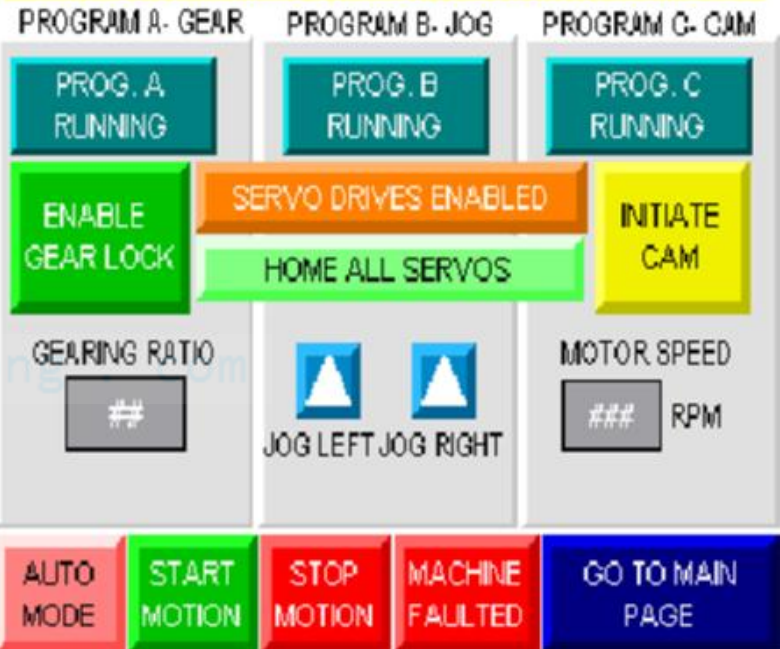 PROGRAM A- GEAR
PROGRAM B- JOG
PROGRAM C- CAM
PROG. A
RUNNING
PROG. B
RUNNING
PROG. C
RUNNING
ENABLE
GEAR LOCK
SERVO DRIVES ENABLED
HOME ALL SERVOS
INITIATE
CAM
GEARING RATIO
##
JOG LEFT
JOG RIGHT
MOTOR SPEED
###
RPM
AUTO
MODE
START
MOTION
STOP
MOTION
MACHINE
FAULTED
GO TO MAIN
PAGE